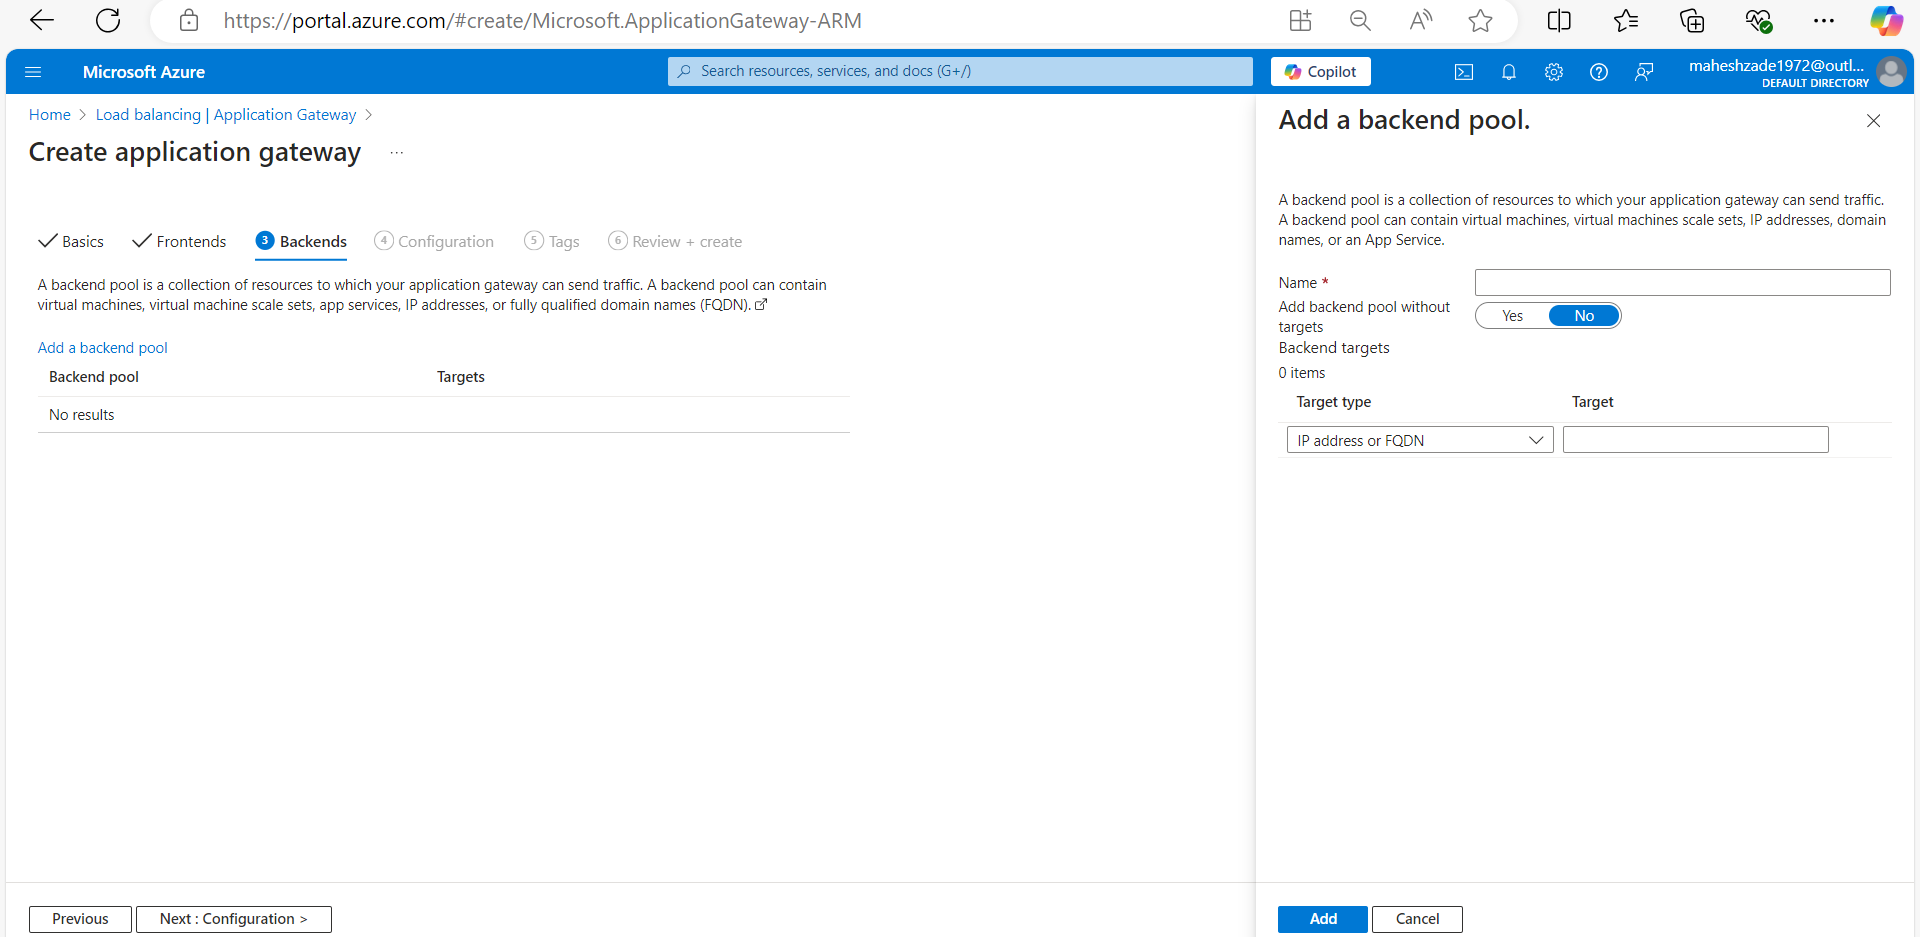 https://portal.azure.com/#create/Microsoft.ApplicationGateway-ARM
Microsoft Azure
Search resources, services, and docs (G+/)
Copilot
maheshzade1972@outl...
DEFAULT DIRECTORY
Home > Load balancing | Application Gateway >
Create application gateway ...
Basics
Frontends
3 Backends
4 Configuration
5 Tags
6 Review + create
A backend pool is a collection of resources to which your application gateway can send traffic. A backend pool can contain
virtual machines, virtual machine scale sets, app services, IP addresses, or fully qualified domain names (FQDN).
Add a backend pool
Backend pool Targets
No results
Previous
Next : Configuration >
Add a backend pool.
A backend pool is a collection of resources to which your application gateway can send traffic.
A backend pool can contain virtual machines, virtual machines scale sets, IP addresses, domain
names, or an App Service.
Name *
Add backend pool without
targets
Yes No
Backend targets
0 items
Target type Target
IP address or FQDN
Add
Cancel